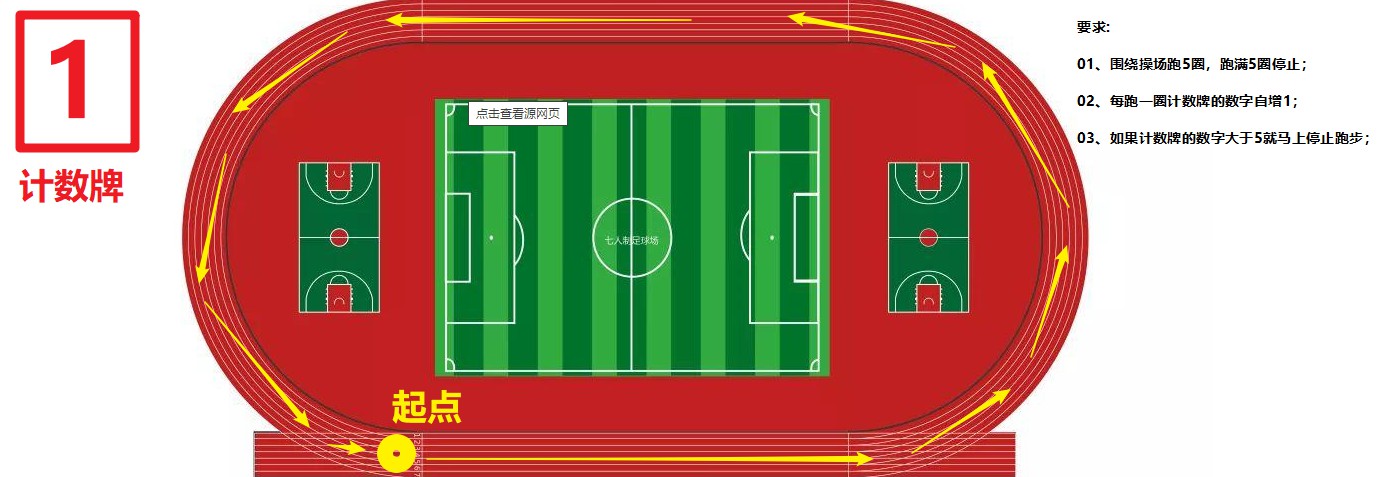 1
计数牌
要求:
01、围绕操场跑5圈，跑满5圈停止；
02、每跑一圈计数牌的数字自增1；
03、如果计数牌的数字大于5就马上停止跑步；
点击查看源网页
七人制足球场
起点